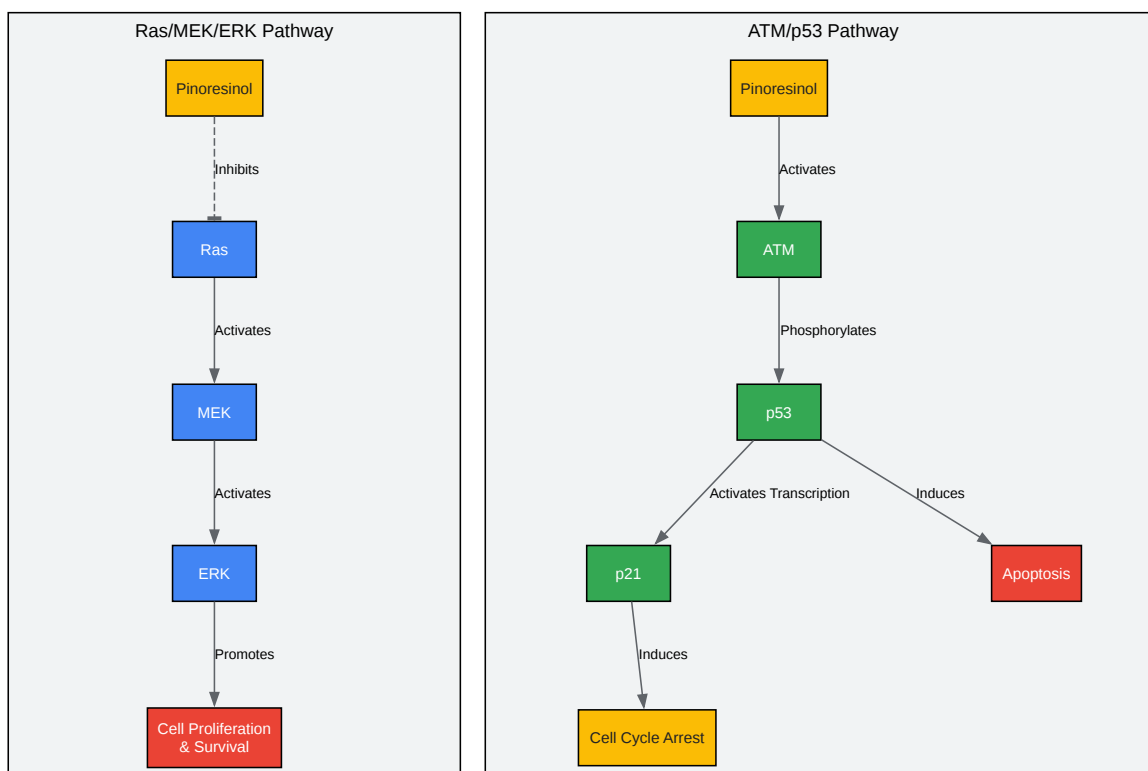 Ras/MEK/ERK Pathway
Pinoresinol
Inhibits
Ras
Activates
MEK
Activates
ERK
Promotes
Cell Proliferation
& Survival
ATM/p53 Pathway
Pinoresinol
Activates
ATM
Phosphorylates
p53
Activates Transcription
Induces
p21
Apoptosis
Induces
Cell Cycle Arrest